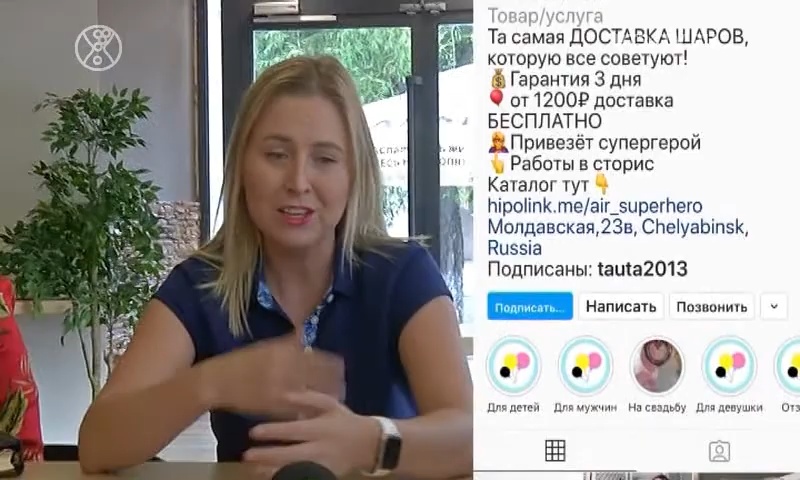 Товар/услуга
Та самая ДОСТАВКА ШАРОВ,
которую все советуют!
Гарантия 3 дня
от 1200₽ доставка
БЕСПЛАТНО
Привезёт супергерой
Работы в сторис
Каталог тут
hipolink.me/air_superhero
Молдавская,23в, Chelyabinsk,
Russia
Подписаны: tauta2013
Подписать... Написать Позвонить
Для детей Для мужчин На свадьбу Для девушки Отз